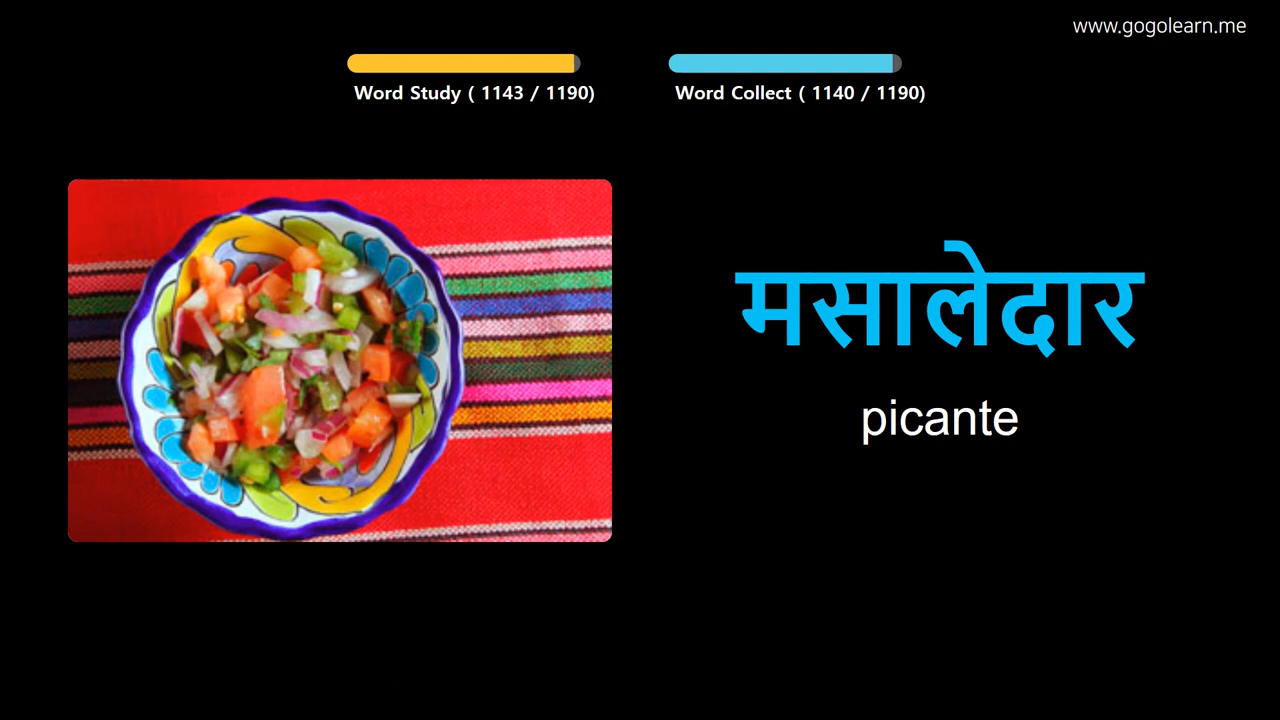 www.gogolearn.me
Word Study ( 1143 / 1190)
Word Collect ( 1140 / 1190)
मसालेदार
picante